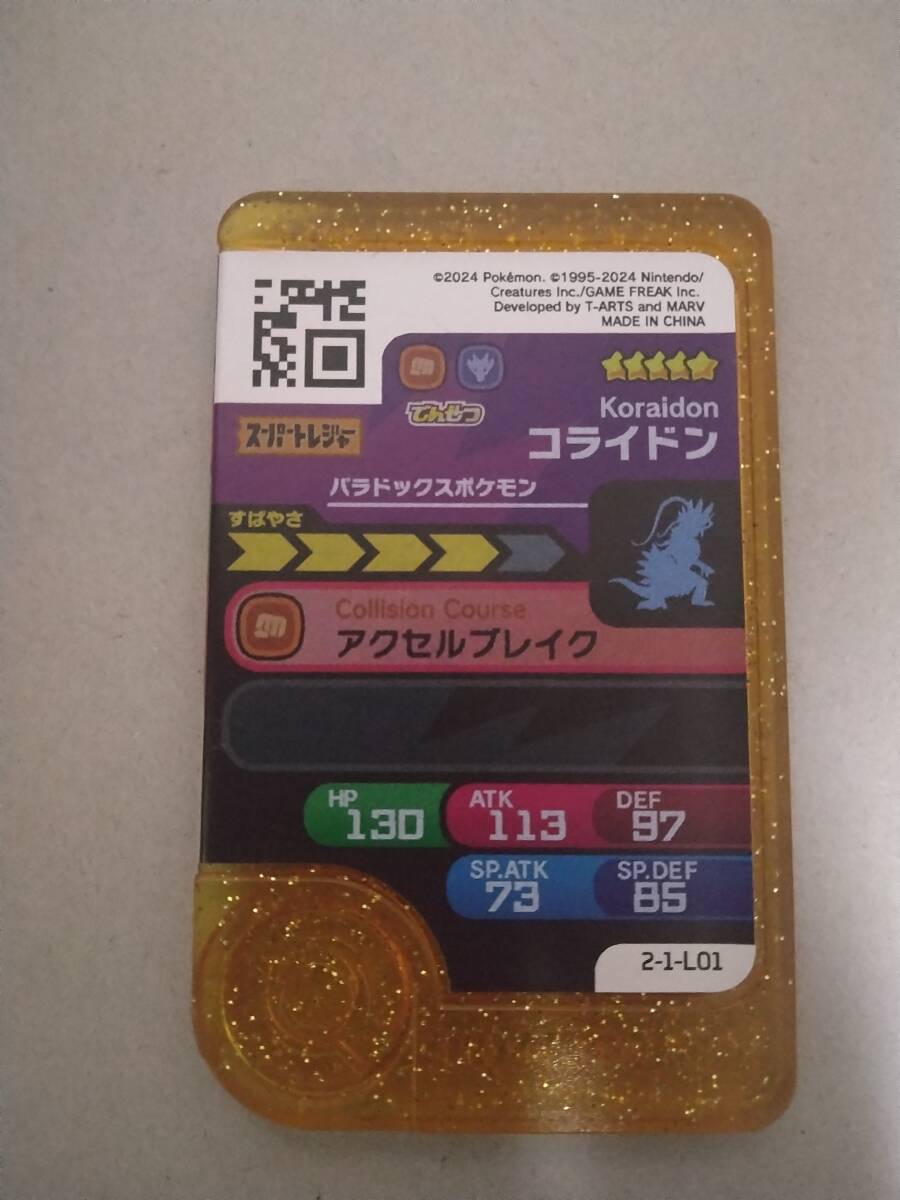 ©2024 Pokémon. ©1995-2024 Nintendo/
Creatures Inc./GAME FREAK Inc.
Developed by T-ARTS and MARV
MADE IN CHINA
でんせつ
スーパートレジャー
Koraidon
コライドン
パラドックスポケモン
すばやさ
Collision Course
アクセルブレイク
HP
130
ATK
113
DEF
97
SP.ATK
73
SP.DEF
85
2-1-L01